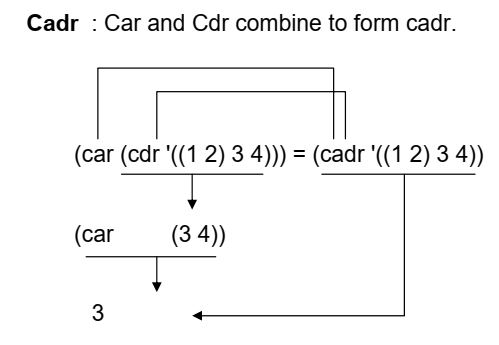 Cadr : Car and Cdr combine to form cadr.
(car (cdr '((1 2) 3 4))) = (cadr '((1 2) 3 4))
(car (3 4))
3